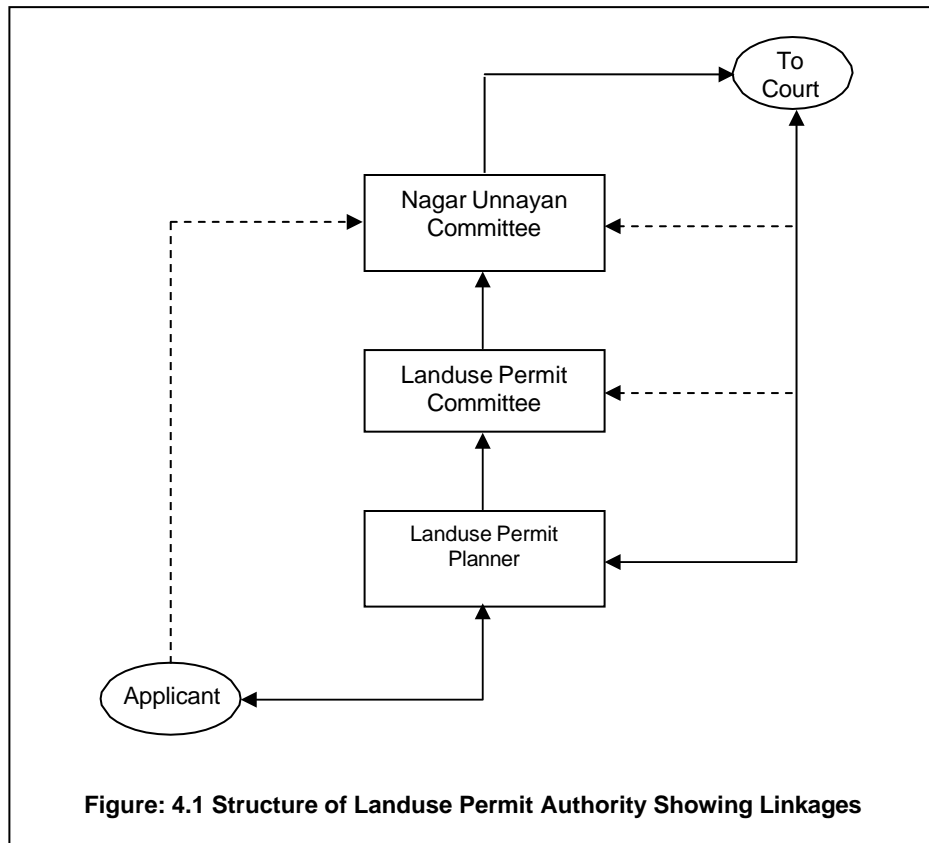 To
Court
Nagar Unnayan
Committee
Landuse Permit
Committee
Landuse Permit
Planner
Applicant
Figure: 4.1 Structure of Landuse Permit Authority Showing Linkages